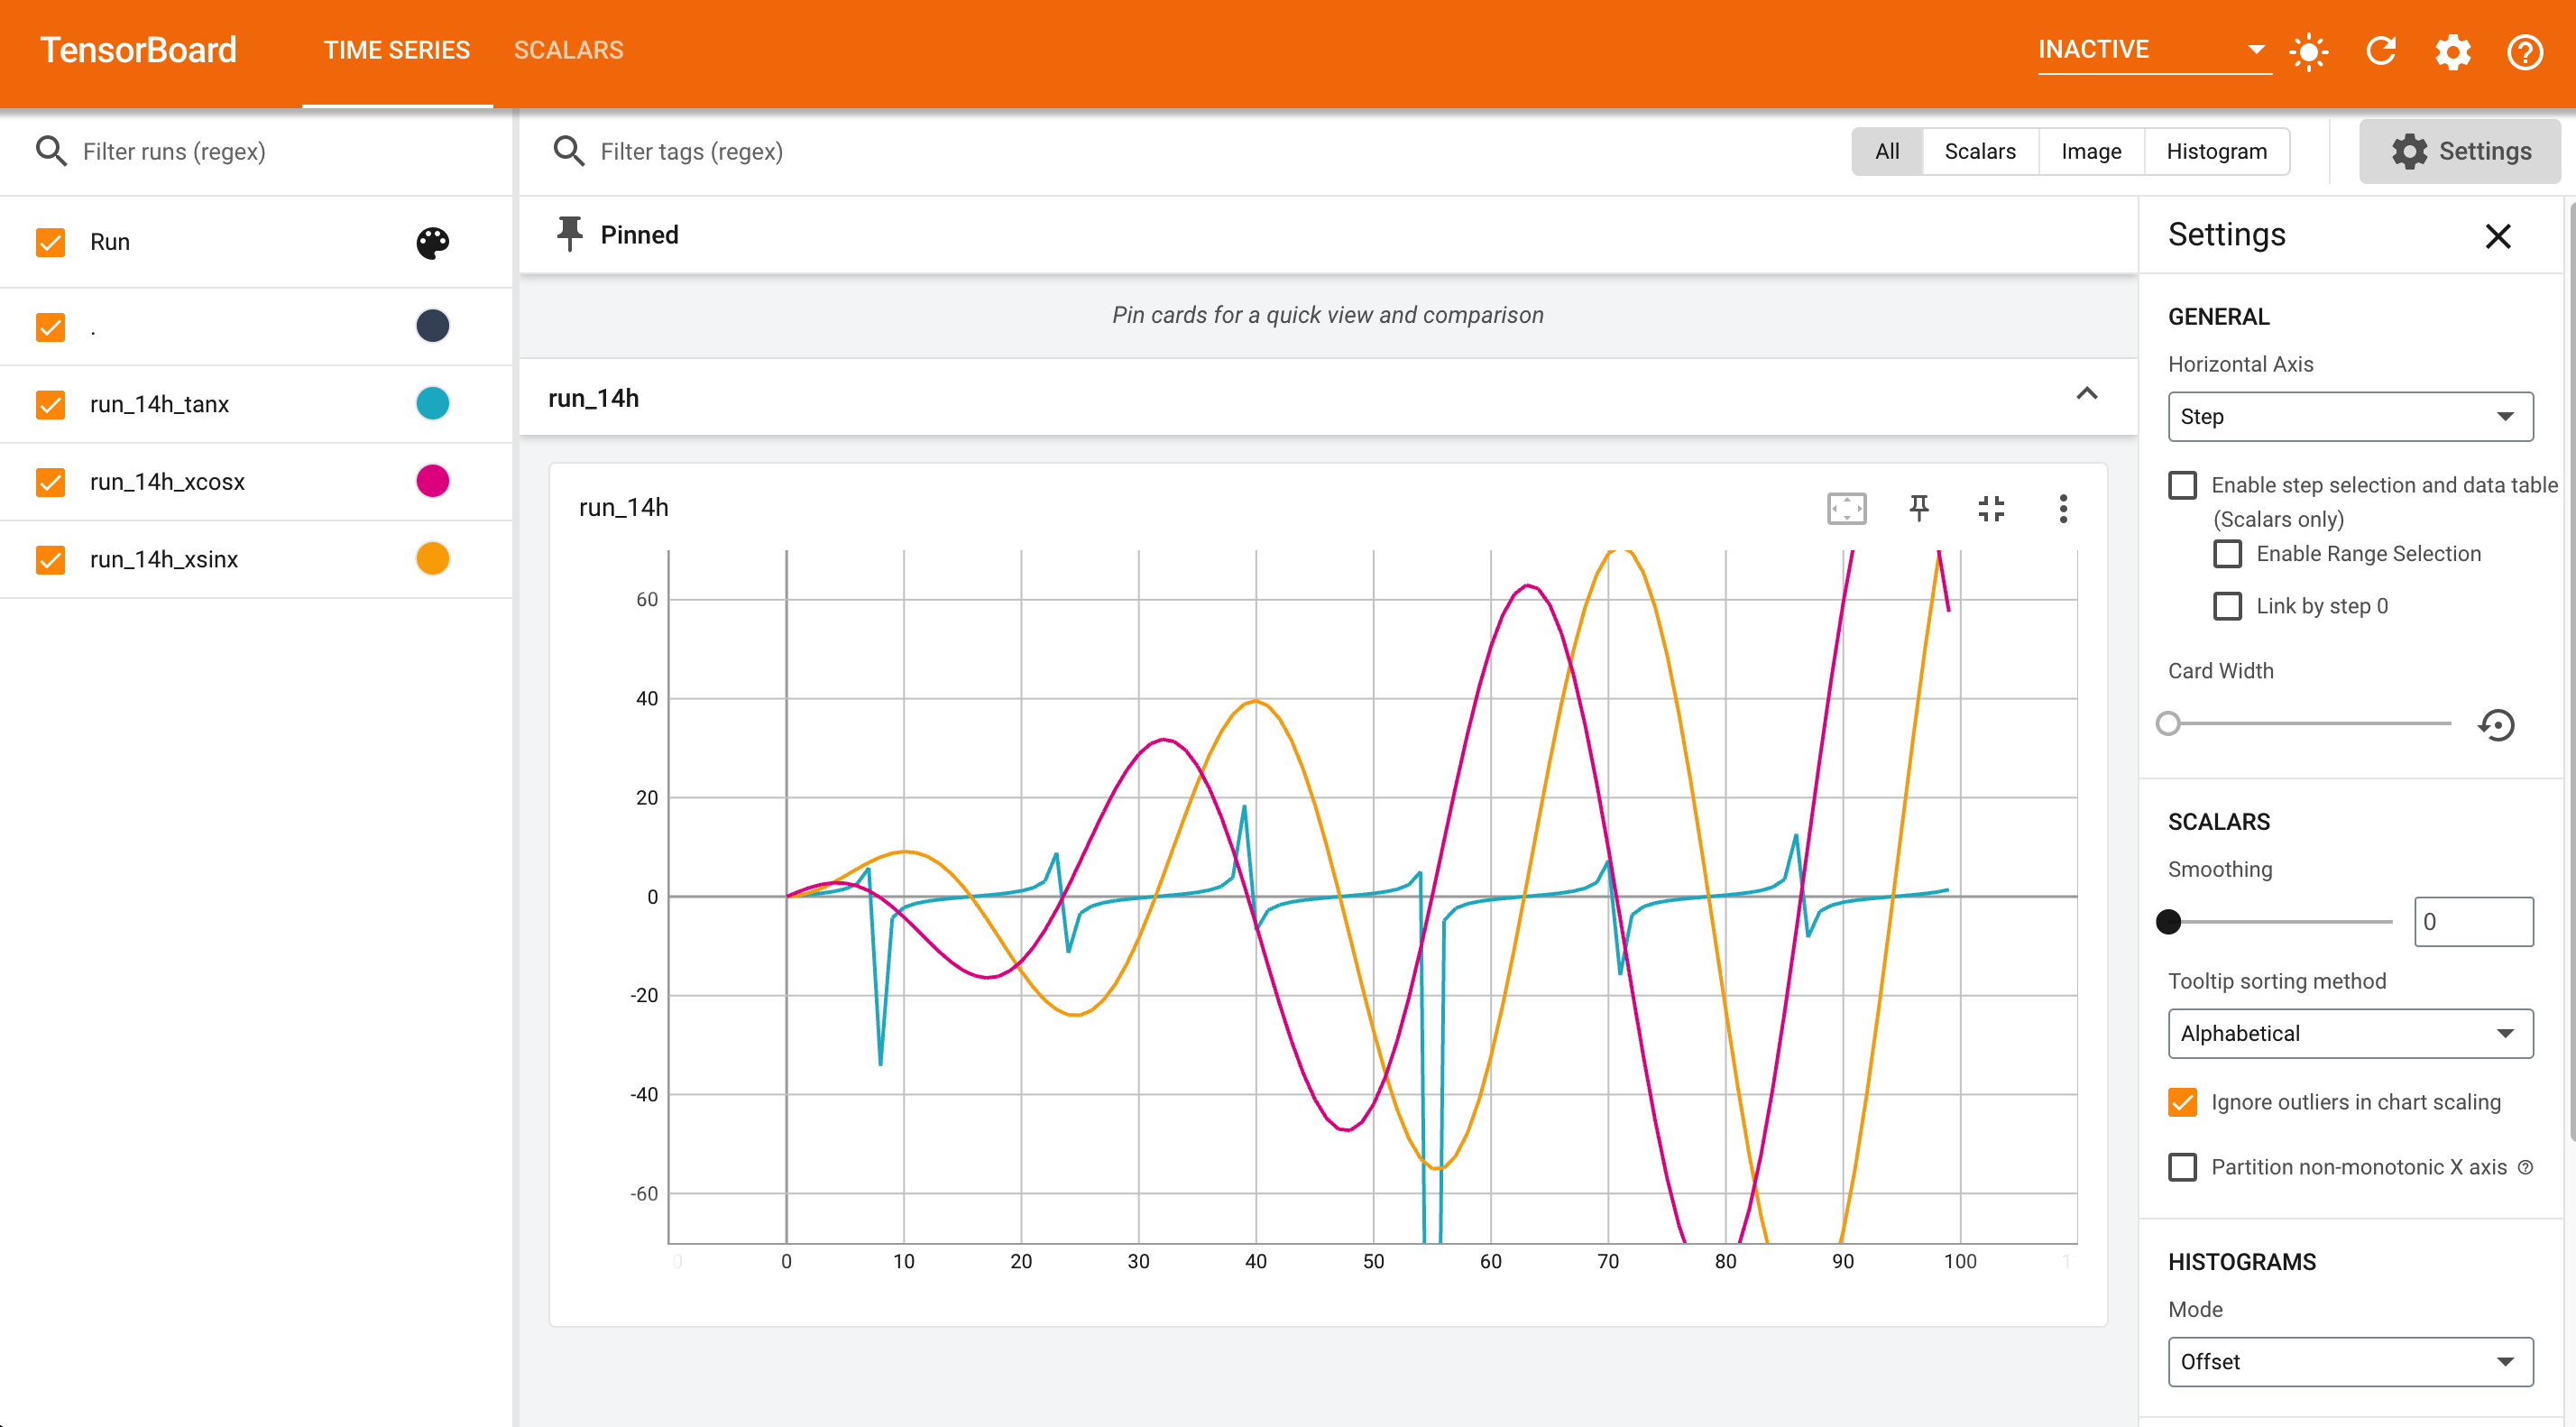 TensorBoard
TIME SERIES
SCALARS
INACTIVE
Filter runs (regex)
Filter tags (regex)
All
Scalars
Image
Histogram
Settings
Run
.
run_14h_tanx
run_14h_xcosx
run_14h_xsinx
Pinned
Pin cards for a quick view and comparison
run_14h
run_14h
60
40
20
0
-20
-40
-60
0
0
10
20
30
40
50
60
70
80
90
100
1
Settings
GENERAL
Horizontal Axis
Step
Enable step selection and data table
(Scalars only)
Enable Range Selection
Link by step 0
Card Width
SCALARS
Smoothing
0
Tooltip sorting method
Alphabetical
Ignore outliers in chart scaling
Partition non-monotonic X axis
HISTOGRAMS
Mode
Offset